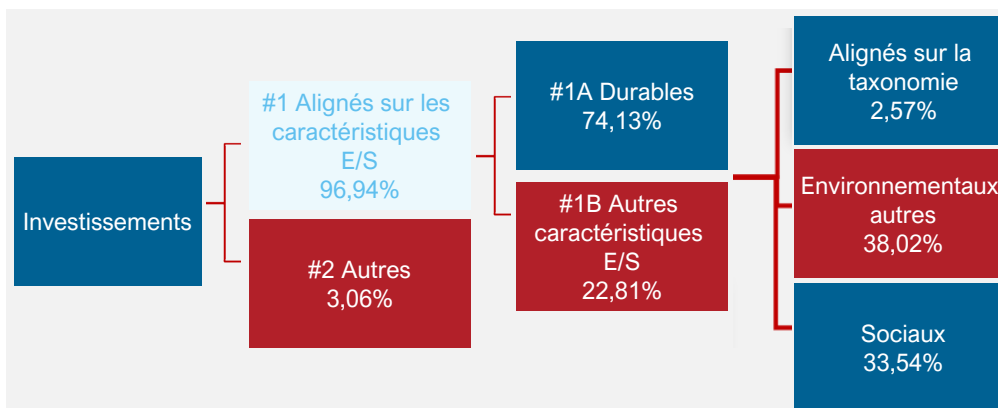 Investissements
#1 Alignés sur les
caractéristiques
E/S
96,94%
#2 Autres
3,06%
#1A Durables
74,13%
#1B Autres
caractéristiques
E/S
22,81%
Alignés sur la
taxonomie
2,57%
Environnementaux
autres
38,02%
Sociaux
33,54%